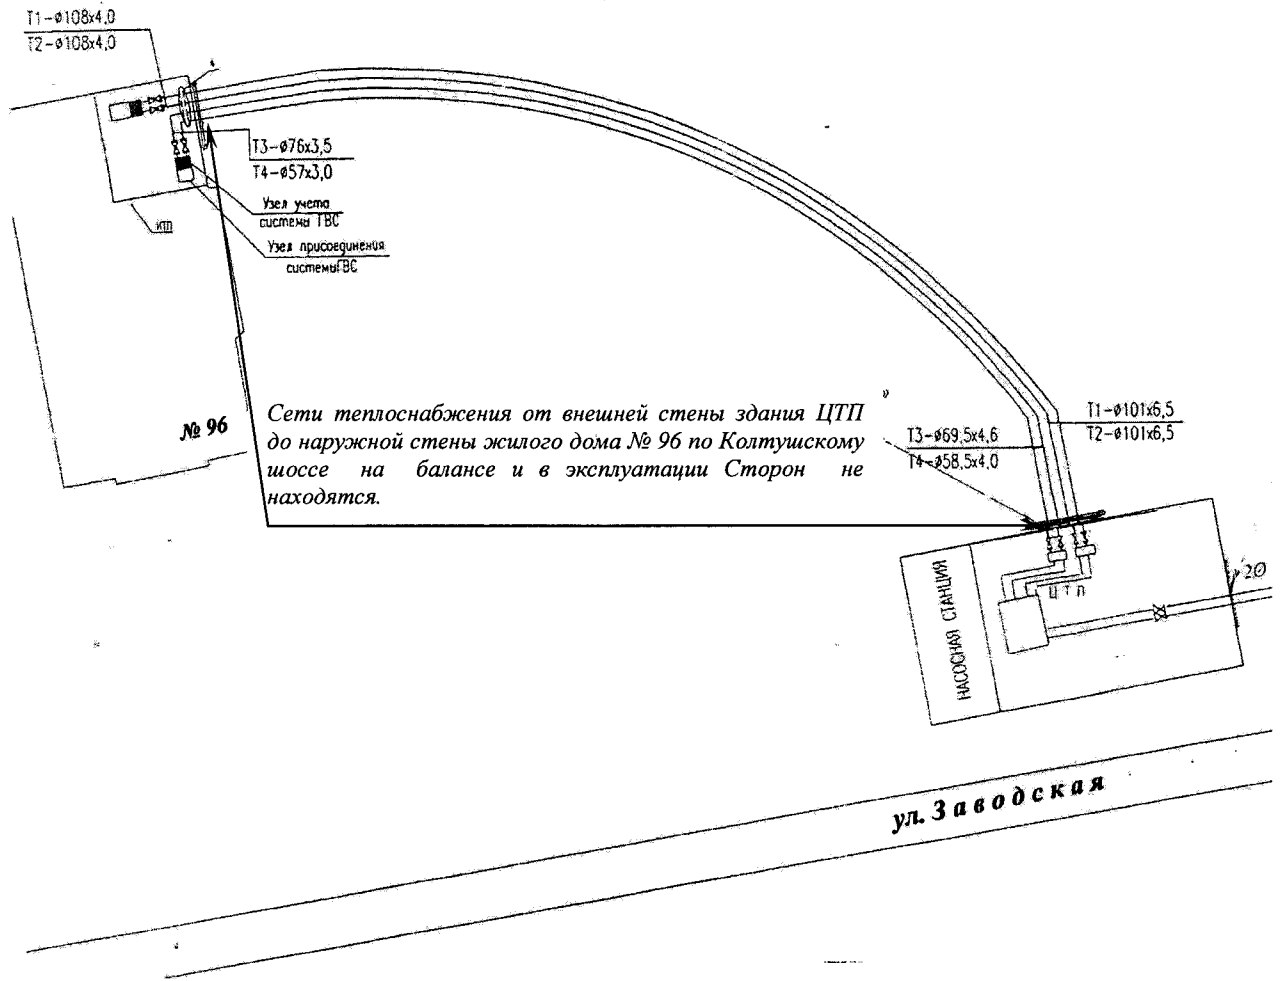 Т1-ø108х4,0
Т2-ø108х4,0
Т3-ø76х3,5
Т4-ø57х3,0
Узел учета
системы ГВС
ИТП
Узел присоединения
системыГВС
№ 96
Сети теплоснабжения от внешней стены здания ЦТП
до наружной стены жилого дома № 96 по Колтушскому
шоссе на балансе и в эксплуатации Сторон не
находятся.
Т1-ø101х6,5
Т2-ø101х6,5
Т3-ø69,5х4,6
Т4-ø58,5х4,0
НАСОСНАЯ СТАНЦИЯ
Ц Т П
ул. Заводская